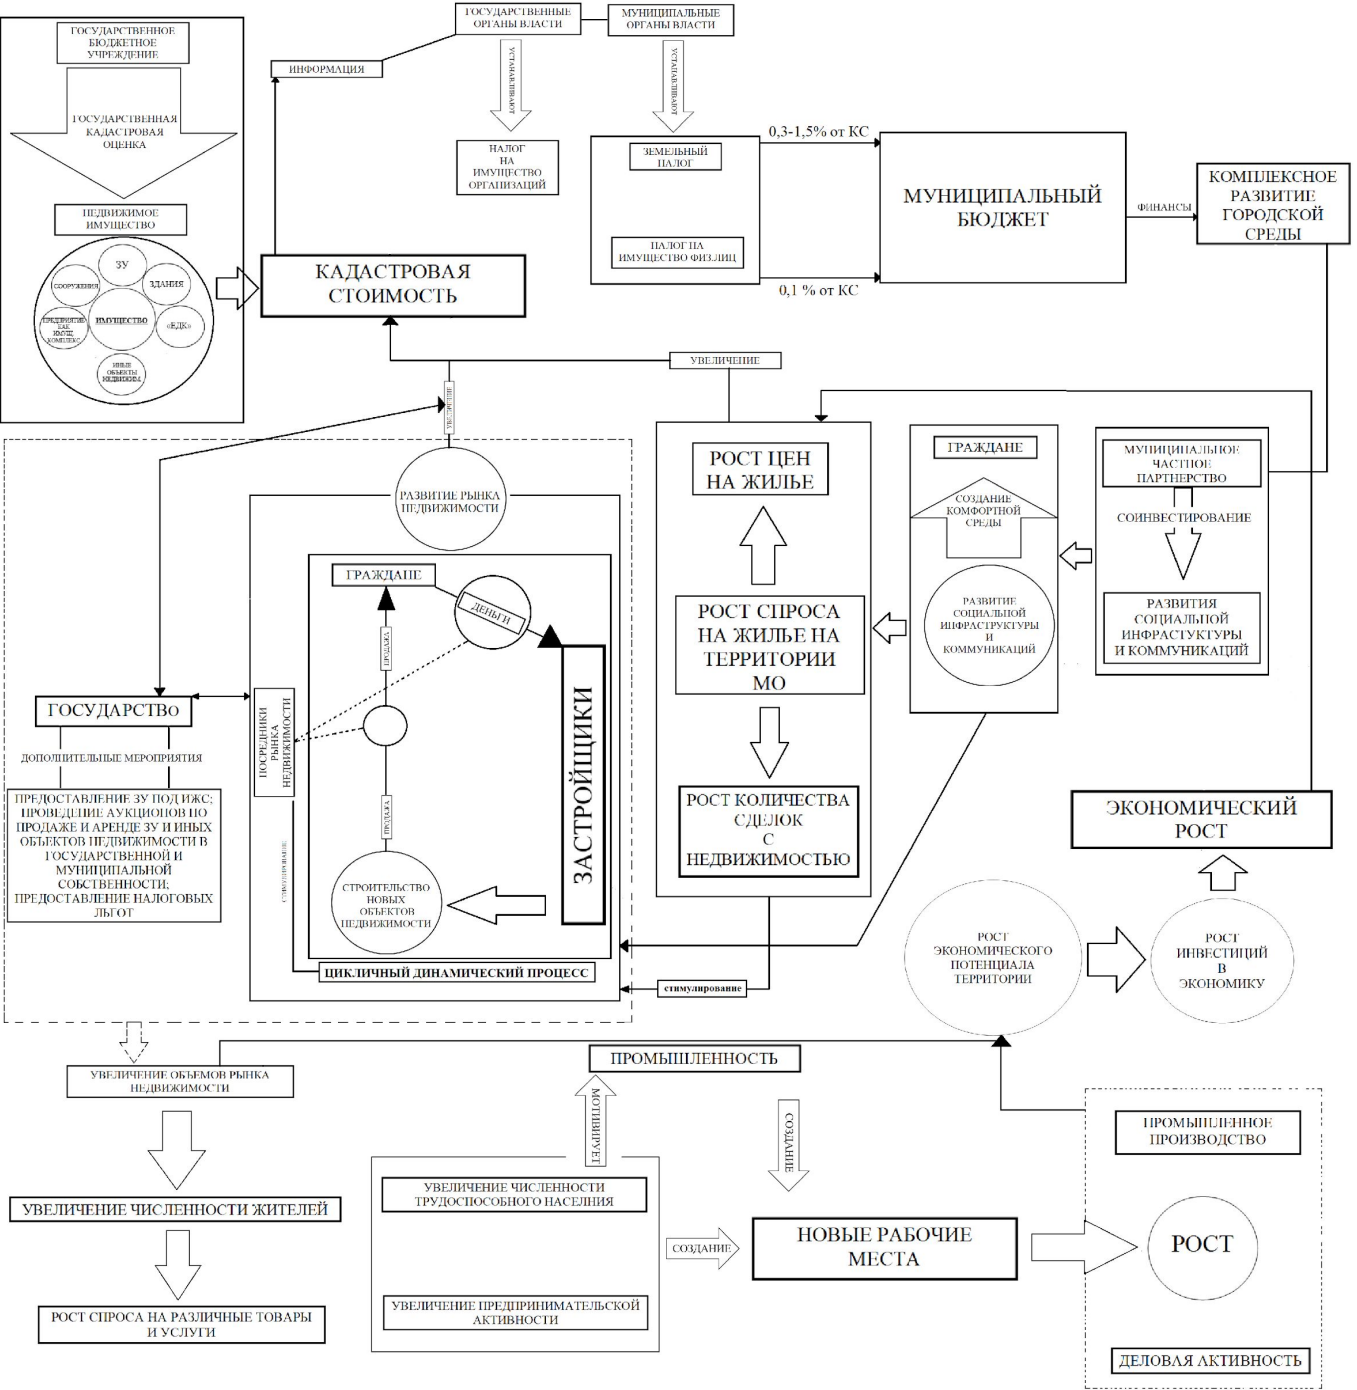 ГОСУДАРСТВЕННОЕ
БЮДЖЕТНОЕ
УЧРЕЖДЕНИЕ
ГОСУДАРСТВЕННАЯ
КАДАСТРОВАЯ
ОЦЕНКА
НЕДВИЖИМОЕ
ИМУЩЕСТВО
ЗУ
СООРУЖЕНИЯ
ЗДАНИЯ
ИМУЩЕСТВО
ПРЕДПРИЯТИЕ
КАК
ИМУЩ.
КОМПЛЕКС
«ЕДК»
ИНЫЕ
ОБЪЕКТЫ
НЕДВИЖИМ.
ИНФОРМАЦИЯ
ГОСУДАРСТВЕННЫЕ
ОРГАНЫ ВЛАСТИ
МУНИЦИПАЛЬНЫЕ
ОРГАНЫ ВЛАСТИ
УСТАНАВЛИВАЮТ
УСТАНАВЛИВАЮТ
НАЛОГ
НА
ИМУЩЕСТВО
ОРГАНИЗАЦИЙ
ЗЕМЕЛЬНЫЙ
НАЛОГ
НАЛОГ НА
ИМУЩЕСТВО ФИЗ.ЛИЦ
0,3-1,5% от КС
0,1 % от КС
МУНИЦИПАЛЬНЫЙ
БЮДЖЕТ
ФИНАНСЫ
КОМПЛЕКСНОЕ
РАЗВИТИЕ
ГОРОДСКОЙ
СРЕДЫ
КАДАСТРОВАЯ
СТОИМОСТЬ
УВЕЛИЧЕНИЕ
УВЕЛИЧЕНИЕ
РАЗВИТИЕ РЫНКА
НЕДВИЖИМОСТИ
ГРАЖДАНЕ
ДЕНЬГИ
ПРОДАЖА
ПРОДАЖА
ЗАСТРОЙЩИКИ
СТРОИТЕЛЬСТВО
НОВЫХ
ОБЪЕКТОВ
НЕДВИЖИМОСТИ
ПОСРЕДНИКИ
РЫНКА
НЕДВИЖИМОСТИ
СТИМУЛИРОВАНИЕ
ЦИКЛИЧНЫЙ ДИНАМИЧЕСКИЙ ПРОЦЕСС
ГОСУДАРСТВО
ДОПОЛНИТЕЛЬНЫЕ МЕРОПРИЯТИЯ
ПРЕДОСТАВЛЕНИЕ ЗУ ПОД ИЖС;
ПРОВЕДЕНИЕ АУКЦИОНОВ ПО
ПРОДАЖЕ И АРЕНДЕ ЗУ И ИНЫХ
ОБЪЕКТОВ НЕДВИЖИМОСТИ В
ГОСУДАРСТВЕННОЙ И
МУНИЦИПАЛЬНОЙ
СОБСТВЕННОСТИ;
ПРЕДОСТАВЛЕНИЕ НАЛОГОВЫХ
ЛЬГОТ
РОСТ ЦЕН
НА ЖИЛЬЕ
РОСТ СПРОСА
НА ЖИЛЬЕ НА
ТЕРРИТОРИИ
МО
РОСТ КОЛИЧЕСТВА
СДЕЛОК
С
НЕДВИЖИМОСТЬЮ
стимулирование
ГРАЖДАНЕ
СОЗДАНИЕ
КОМФОРТНОЙ
СРЕДЫ
РАЗВИТИЕ
СОЦИАЛЬНОЙ
ИНФРАСТРУКТУРЫ
И
КОММУНИКАЦИЙ
МУНИЦИПАЛЬНОЕ
ЧАСТНОЕ
ПАРТНЕРСТВО
СОИНВЕСТИРОВАНИЕ
РАЗВИТИЯ
СОЦИАЛЬНОЙ
ИНФРАСТУКТУРЫ
И КОММУНИКАЦИЙ
ЭКОНОМИЧЕСКИЙ
РОСТ
РОСТ
ЭКОНОМИЧЕСКОГО
ПОТЕНЦИАЛА
ТЕРРИТОРИИ
РОСТ
ИНВЕСТИЦИЙ
В
ЭКОНОМИКУ
УВЕЛИЧЕНИЕ ОБЪЕМОВ РЫНКА
НЕДВИЖИМОСТИ
УВЕЛИЧЕНИЕ ЧИСЛЕННОСТИ ЖИТЕЛЕЙ
РОСТ СПРОСА НА РАЗЛИЧНЫЕ ТОВАРЫ
И УСЛУГИ
ПРОМЫШЛЕННОСТЬ
МОТИВИРУЕТ
СОЗДАНИЕ
УВЕЛИЧЕНИЕ ЧИСЛЕННОСТИ
ТРУДОСПОСОБНОГО НАСЕЛНИЯ
УВЕЛИЧЕНИЕ ПРЕДПРИНИМАТЕЛЬСКОЙ
АКТИВНОСТИ
СОЗДАНИЕ
НОВЫЕ РАБОЧИЕ
МЕСТА
ПРОМЫШЛЕННОЕ
ПРОИЗВОДСТВО
РОСТ
ДЕЛОВАЯ АКТИВНОСТЬ